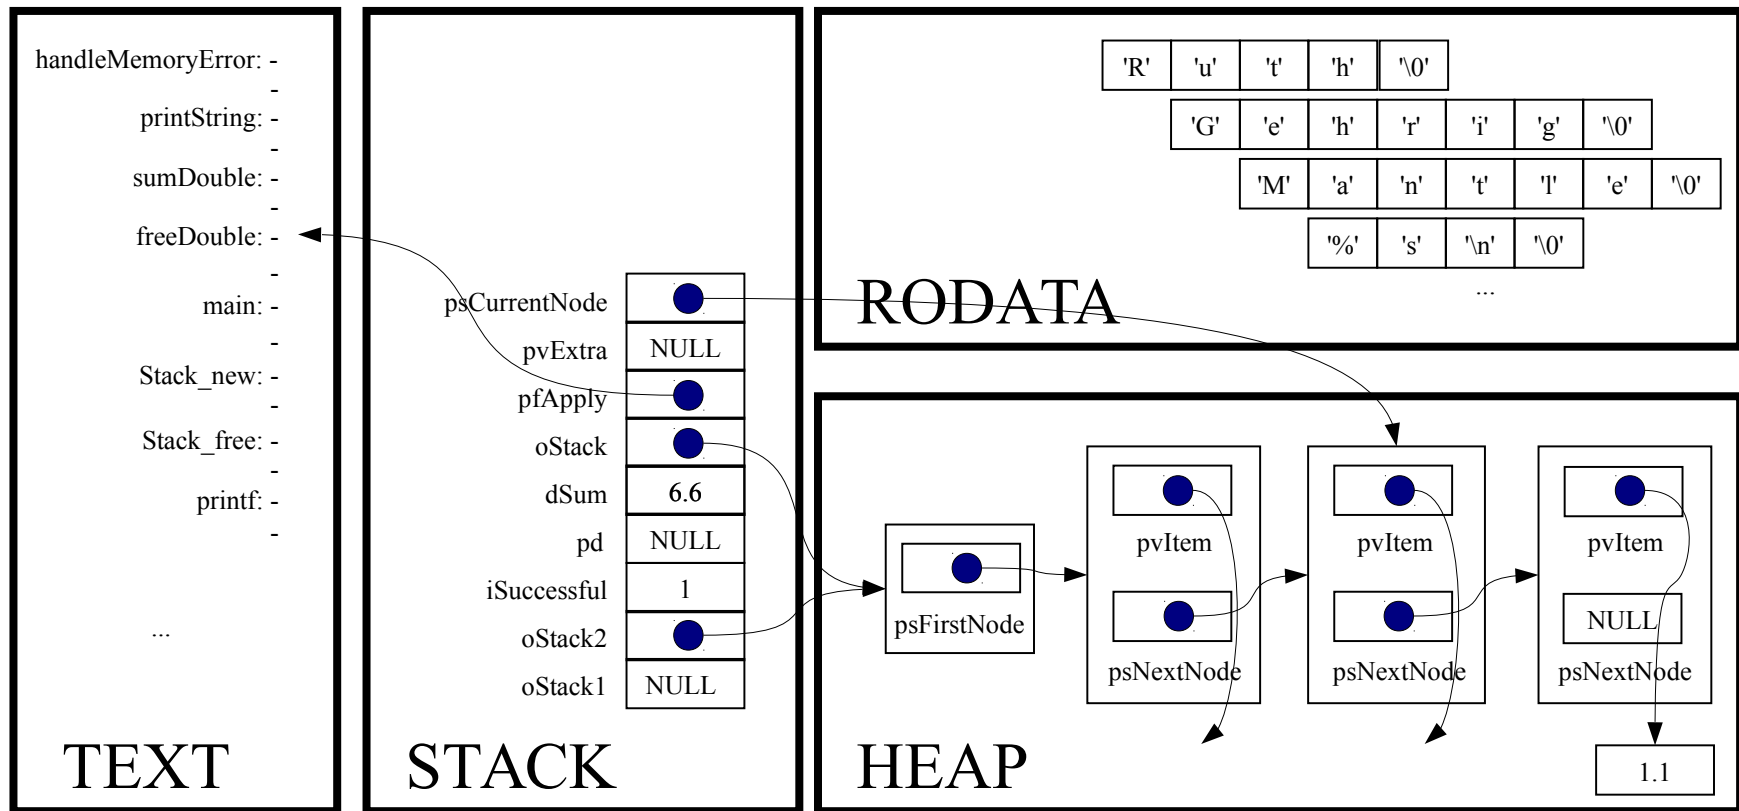 handleMemoryError: -
-
printString: -
-
sumDouble: -
-
freeDouble: -
-
main: -
-
Stack_new: -
-
Stack_free: -
-
printf: -
-
...
TEXT
psCurrentNode
pvExtra NULL
pfApply
oStack
dSum 6.6
pd NULL
iSuccessful 1
oStack2
oStack1 NULL
STACK
'R' 'u' 't' 'h' '\0'
'G' 'e' 'h' 'r' 'i' 'g' '\0'
'M' 'a' 'n' 't' 'l' 'e' '\0'
'%' 's' '\n' '\0'
...
RODATA
psFirstNode
pvItem
psNextNode
pvItem
psNextNode
pvItem
NULL
psNextNode
1.1
HEAP